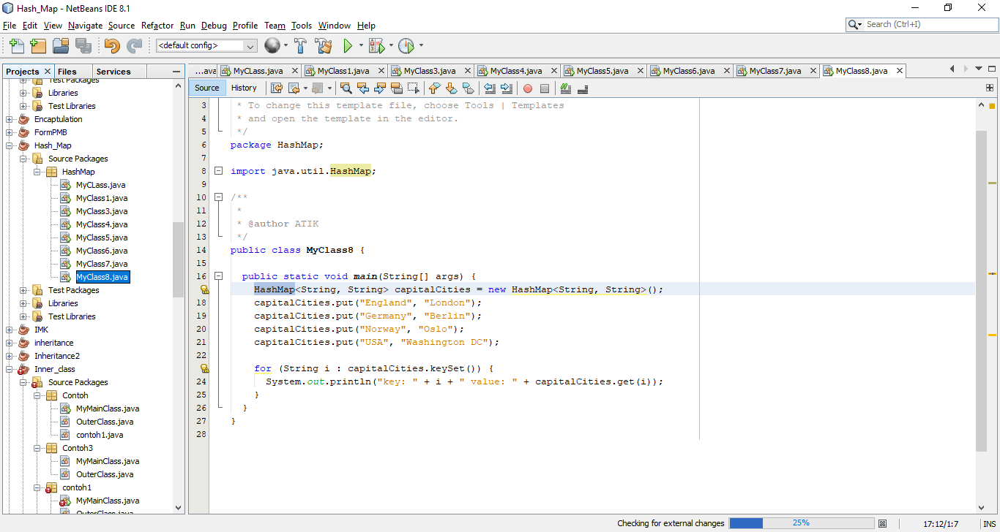 Hash_Map - NetBeans IDE 8.1
File Edit View Navigate Source Refactor Run Debug Profile Team Tools Window Help
Search (Ctrl+I)
<default config>
Projects Files Services
Test Packages
Libraries
Test Libraries
Encaptulation
FormPMB
Hash_Map
Source Packages
HashMap
MyCLass.java
MyClass1.java
MyClass3.java
MyClass4.java
MyClass5.java
MyClass6.java
MyClass7.java
MyClass8.java
Test Packages
Libraries
Test Libraries
IMK
inheritance
Inheritance2
Inner_class
Source Packages
Contoh
MyMainClass.java
OuterClass.java
contoh1.java
Contoh3
MyMainClass.java
OuterClass.java
contoh1
MyMainClass.java
OuterClass.java
...ava MyCLass.java MyClass1.java MyClass3.java MyClass4.java MyClass5.java MyClass6.java MyClass7.java MyClass8.java
Source History
3 * To change this template file, choose Tools | Templates
4 * and open the template in the editor.
5 */
6 package HashMap;
7
8 import java.util.HashMap;
9
10 /**
11 *
12 * @author ATIK
13 */
14 public class MyClass8 {
15
16 public static void main(String[] args) {
HashMap<String, String> capitalCities = new HashMap<String, String>();
18 capitalCities.put("England", "London");
19 capitalCities.put("Germany", "Berlin");
20 capitalCities.put("Norway", "Oslo");
21 capitalCities.put("USA", "Washington DC");
22
for (String i : capitalCities.keySet()) {
24 System.out.println("key: " + i + " value: " + capitalCities.get(i));
25 }
26 }
27 }
28
Checking for external changes 25% 17:12/1:7 INS